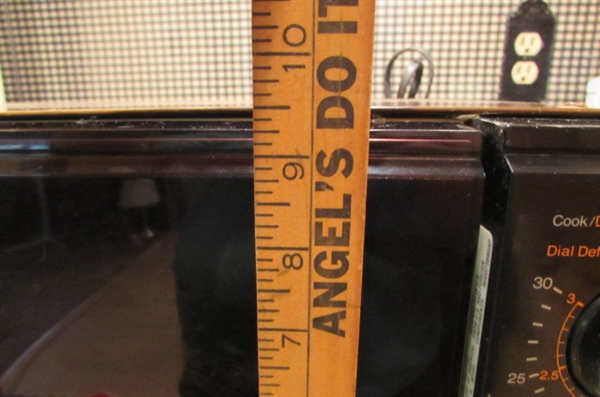 10
9
8
7
ANGEL'S DO IT
Cook/D
Dial Def
30
3
25
2.5